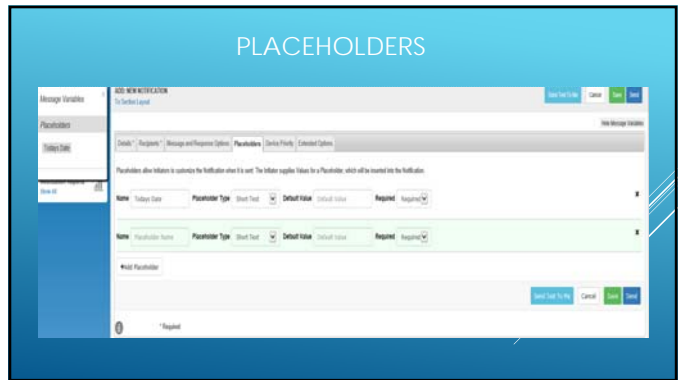 PLACEHOLDERS
Message Variables
Placeholders
Todays Date
Show All
ADD: NEW NOTIFICATION
To Section Layout
Send Test To Me Cancel Save Send
Hide Message Variables
Details * Recipients * Message and Response Options Placeholders Device Priority Extended Options
Placeholders allow Initiators to customize the Notification when it is sent. The Initiator supplies Values for a Placeholder, which will be inserted into the Notification.
Name Todays Date Placeholder Type Short Text Default Value Default Value Required Required x
Name Placeholder Name Placeholder Type Short Text Default Value Default Value Required Required x
+Add Placeholder
Send Test To Me Cancel Save Send
* Required